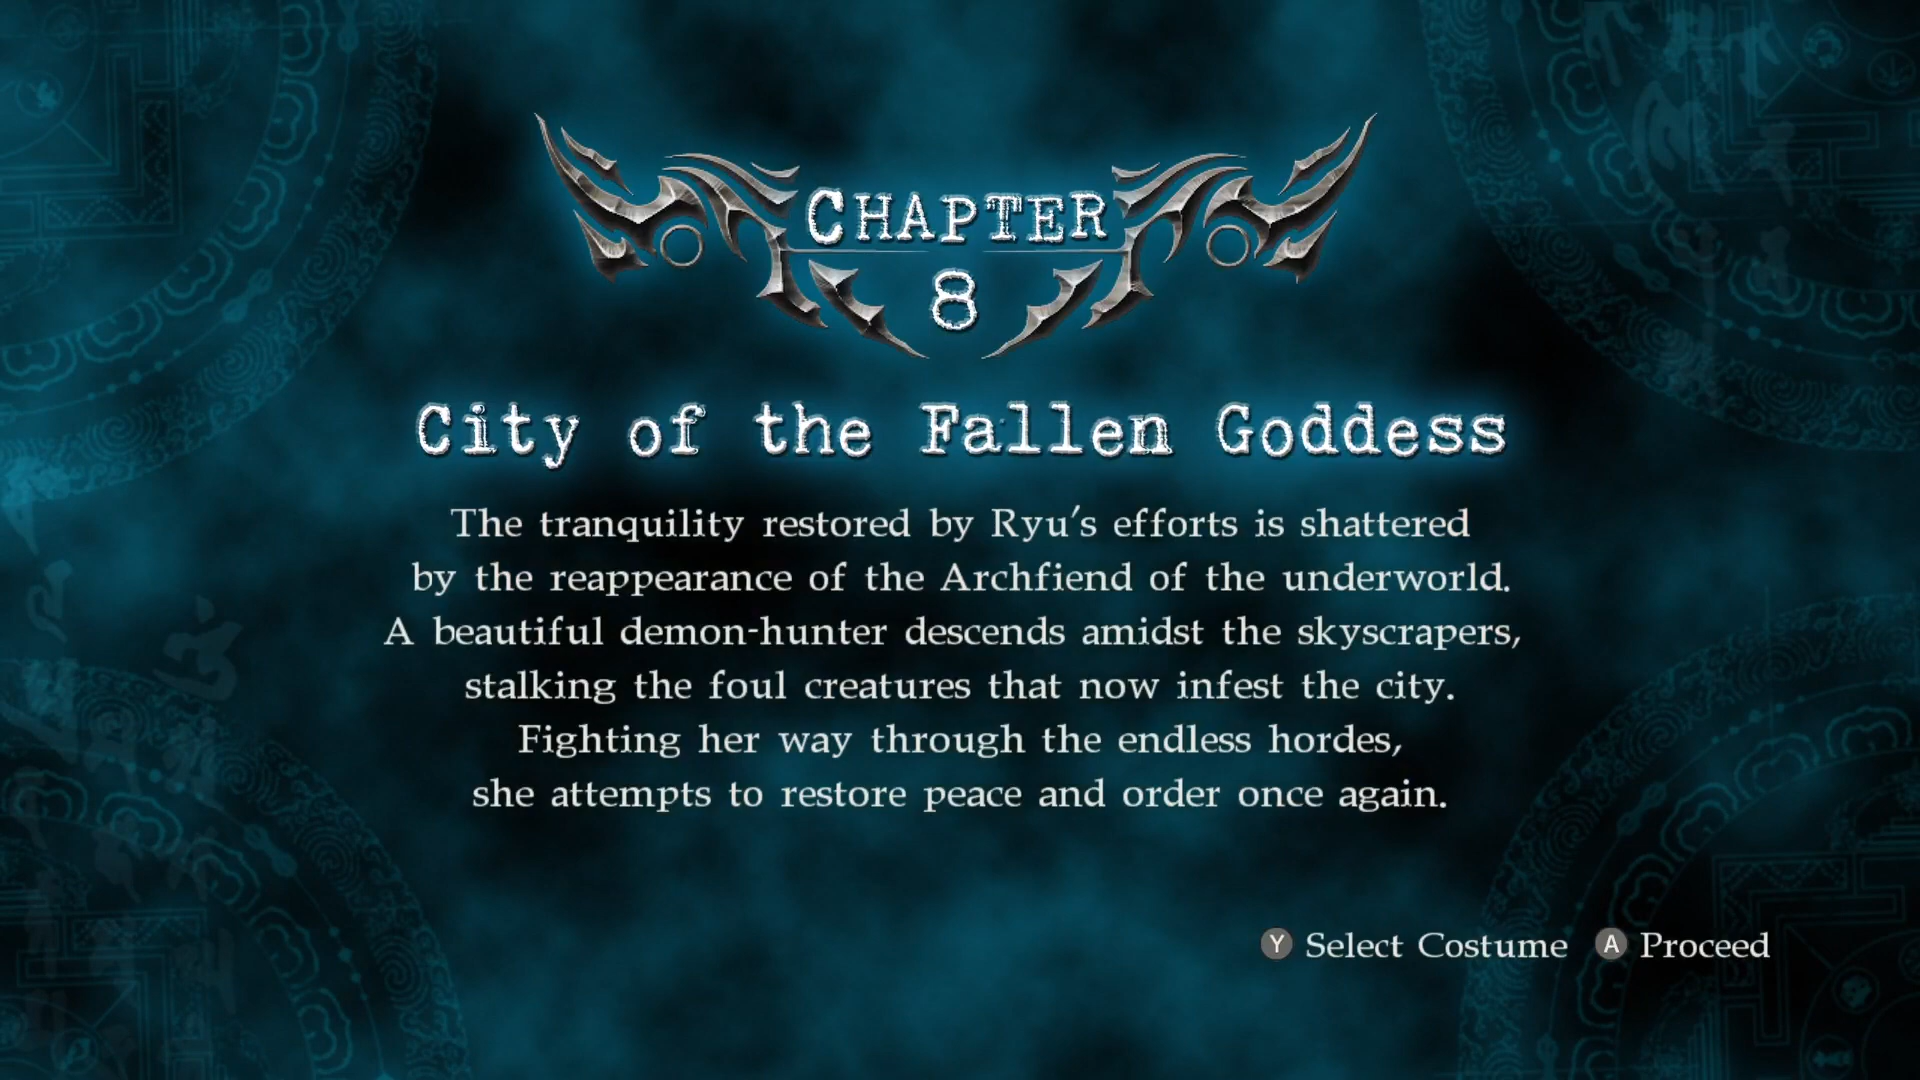 CHAPTER
8
City of the Fallen Goddess
The tranquility restored by Ryu's efforts is shattered
by the reappearance of the Archfiend of the underworld.
A beautiful demon-hunter descends amidst the skyscrapers,
stalking the foul creatures that now infest the city.
Fighting her way through the endless hordes,
she attempts to restore peace and order once again.
Y Select Costume A Proceed